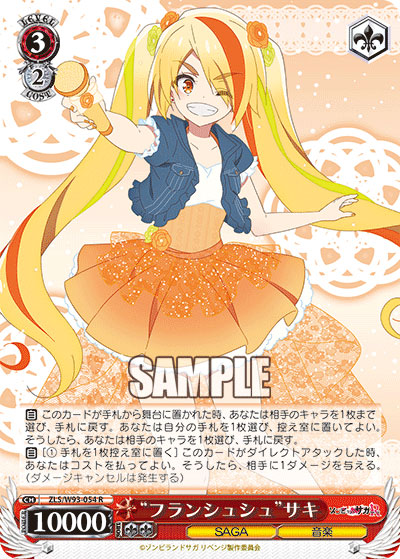 LEVEL
3
2
COST
SAMPLE
自 このカードが手札から舞台に置かれた時、あなたは相手のキャラを1枚まで
選び、手札に戻す。あなたは自分の手札を1枚選び、控え室に置いてよい。
そうしたら、あなたは相手のキャラを1枚選び、手札に戻す。
自 [① 手札を1枚控え室に置く] このカードがダイレクトアタックした時、
あなたはコストを払ってよい。そうしたら、相手に1ダメージを与える。
(ダメージキャンセルは発生する)
CH
ZLS/W93-054 R
10000
“フランシュシュ”サキ
ゾンビランドサガR
SAGA
音楽
©ゾンビランドサガ リベンジ製作委員会